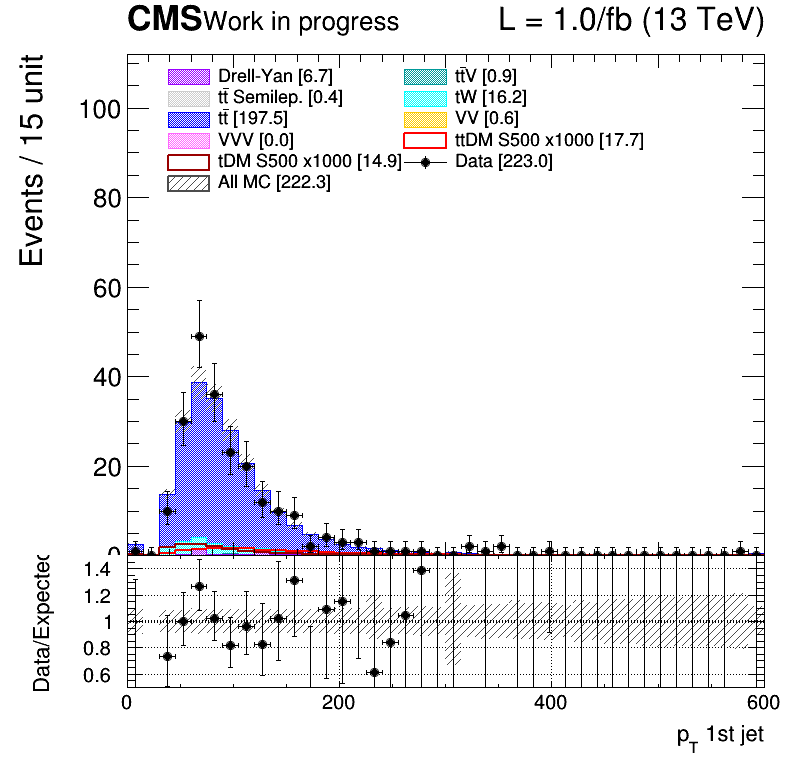 CMS Work in progress L = 1.0/fb (13 TeV)
Drell-Yan [6.7] tt̄V [0.9]
tt̄ Semilep. [0.4] tW [16.2]
tt̄ [197.5] VV [0.6]
VVV [0.0] ttDM S500 x1000 [17.7]
tDM S500 x1000 [14.9] Data [223.0]
All MC [222.3]
Events / 15 unit
100
80
60
40
20
0
Data/Expected
1.4
1.2
1
0.8
0.6
0 200 400 600
p_T 1st jet